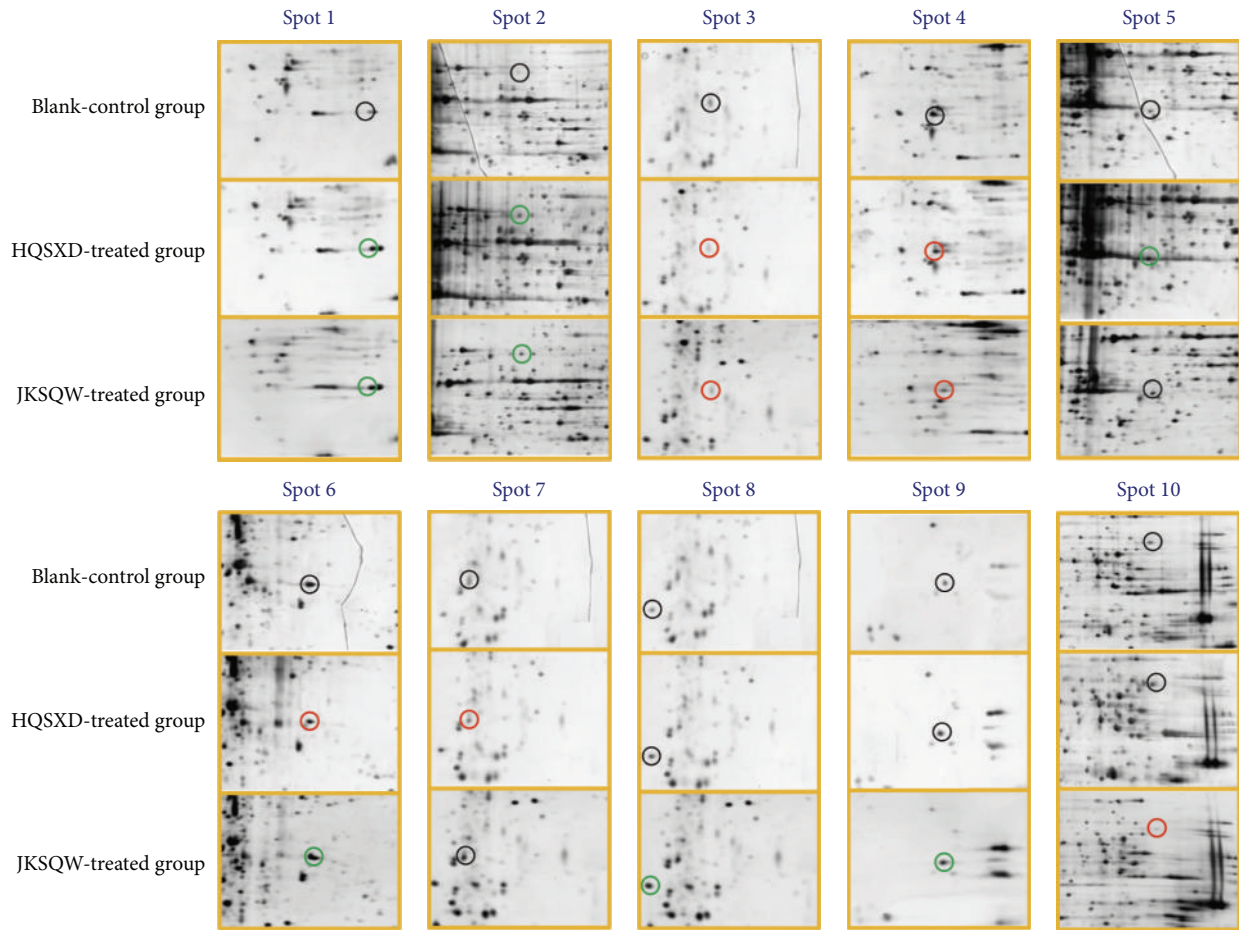 Spot 1 Spot 2 Spot 3 Spot 4 Spot 5
Blank-control group
HQSXD-treated group
JKSQW-treated group
Spot 6 Spot 7 Spot 8 Spot 9 Spot 10
Blank-control group
HQSXD-treated group
JKSQW-treated group